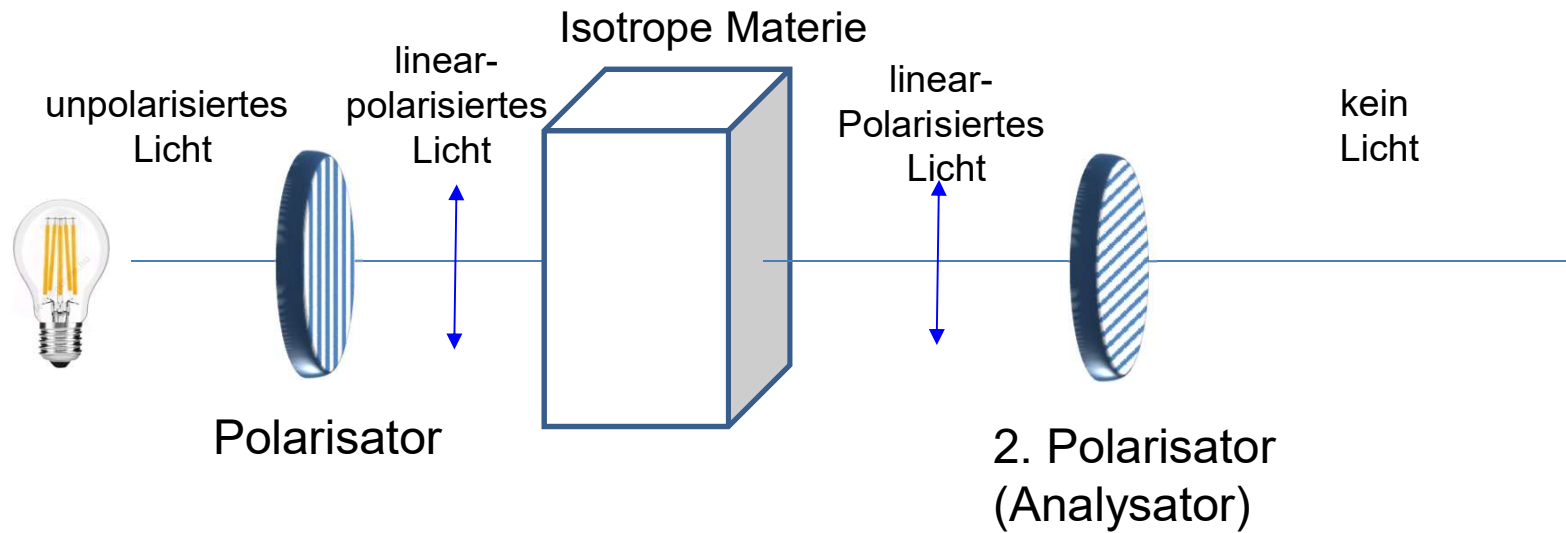 Isotrope Materie
unpolarisiertes
Licht
linear-
polarisiertes
Licht
linear-
Polarisiertes
Licht
kein
Licht
Polarisator
2. Polarisator
(Analysator)